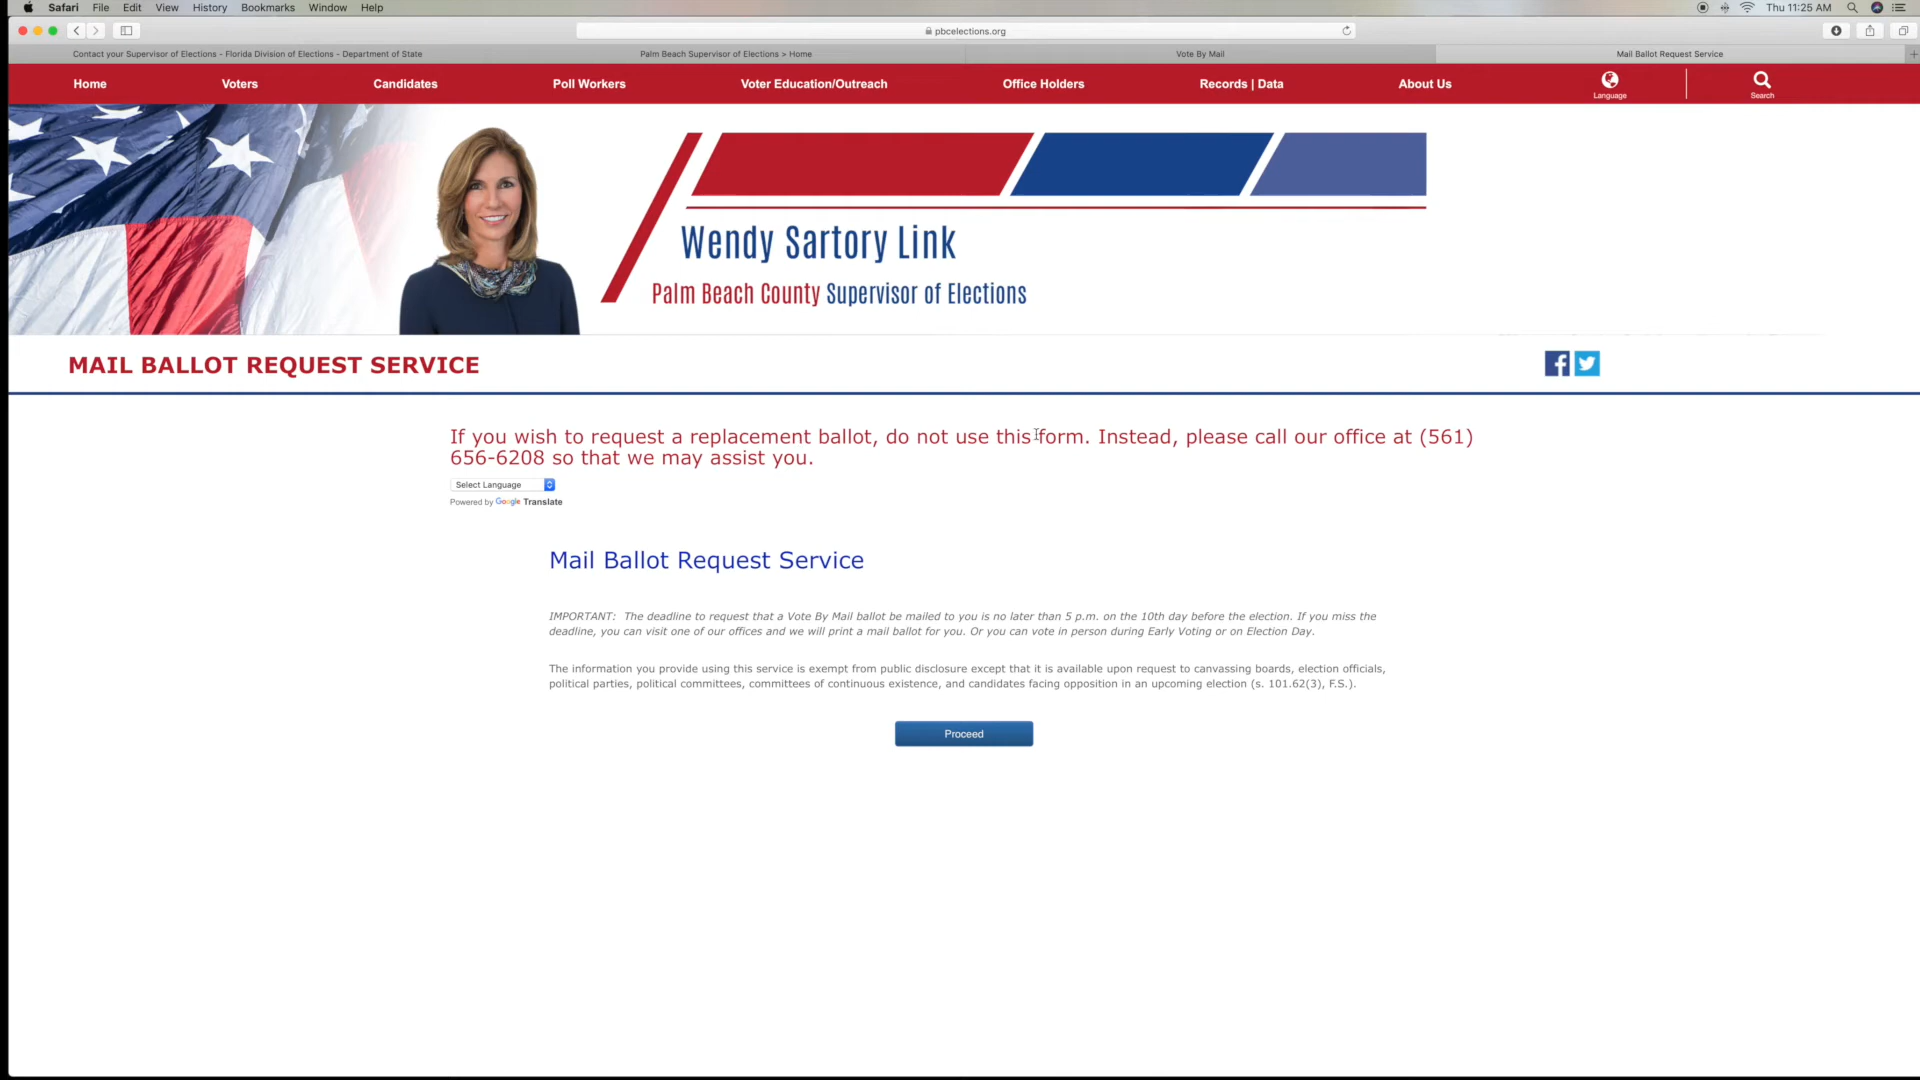 Safari File Edit View History Bookmarks Window Help Thu 11:25 AM
pbcelections.org
Contact your Supervisor of Elections - Florida Division of Elections - Department of State Palm Beach Supervisor of Elections > Home Vote By Mail Mail Ballot Request Service
Home Voters Candidates Poll Workers Voter Education/Outreach Office Holders Records | Data About Us Language Search
Wendy Sartory Link
Palm Beach County Supervisor of Elections
MAIL BALLOT REQUEST SERVICE
If you wish to request a replacement ballot, do not use this form. Instead, please call our office at (561)
656-6208 so that we may assist you.
Select Language
Powered by Google Translate
Mail Ballot Request Service
IMPORTANT: The deadline to request that a Vote By Mail ballot be mailed to you is no later than 5 p.m. on the 10th day before the election. If you miss the
deadline, you can visit one of our offices and we will print a mail ballot for you. Or you can vote in person during Early Voting or on Election Day.
The information you provide using this service is exempt from public disclosure except that it is available upon request to canvassing boards, election officials,
political parties, political committees, committees of continuous existence, and candidates facing opposition in an upcoming election (s. 101.62(3), F.S.).
Proceed